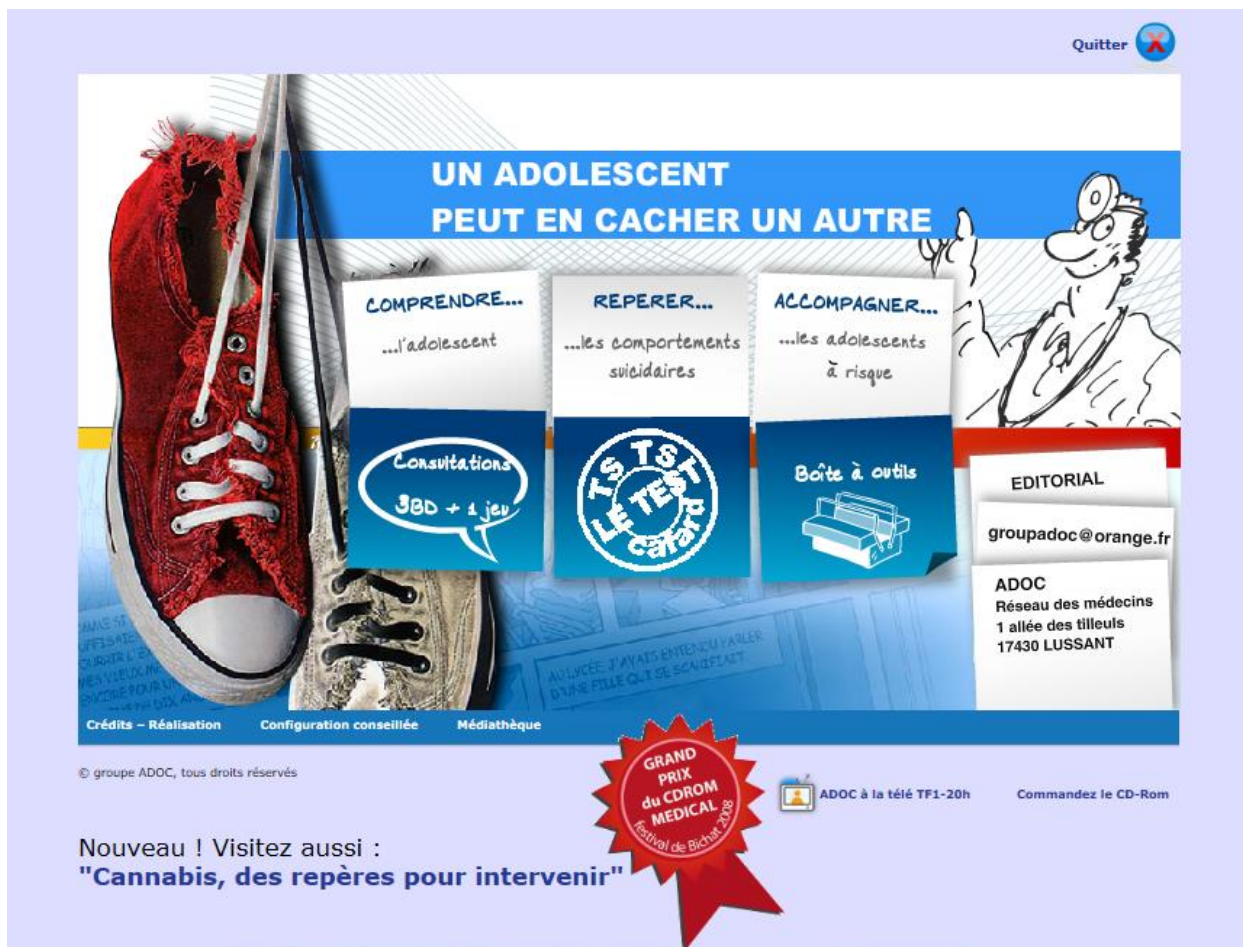 Quitter
UN ADOLESCENT
PEUT EN CACHER UN AUTRE
COMPRENDRE...
...l'adolescent
Consultations
3BD + 1 jeu
REPERER...
...les comportements
suicidaires
TS TST
LE TEST
cafard
ACCOMPAGNER...
...les adolescents
à risque
Boîte à outils
EDITORIAL
groupadoc@orange.fr
ADOC
Réseau des médecins
1 allée des tilleuls
17430 LUSSANT
AU LYCÉE, J'AVAIS ENTENDU PARLER
D'UNE FILLE QUI SE SCARIFIAIT.
Crédits – Réalisation
Configuration conseillée
Médiathèque
© groupe ADOC, tous droits réservés
GRAND
PRIX
du CDROM
MEDICAL
festival de Bichat 2008
ADOC à la télé TF1-20h
Commandez le CD-Rom
Nouveau ! Visitez aussi :
"Cannabis, des repères pour intervenir"